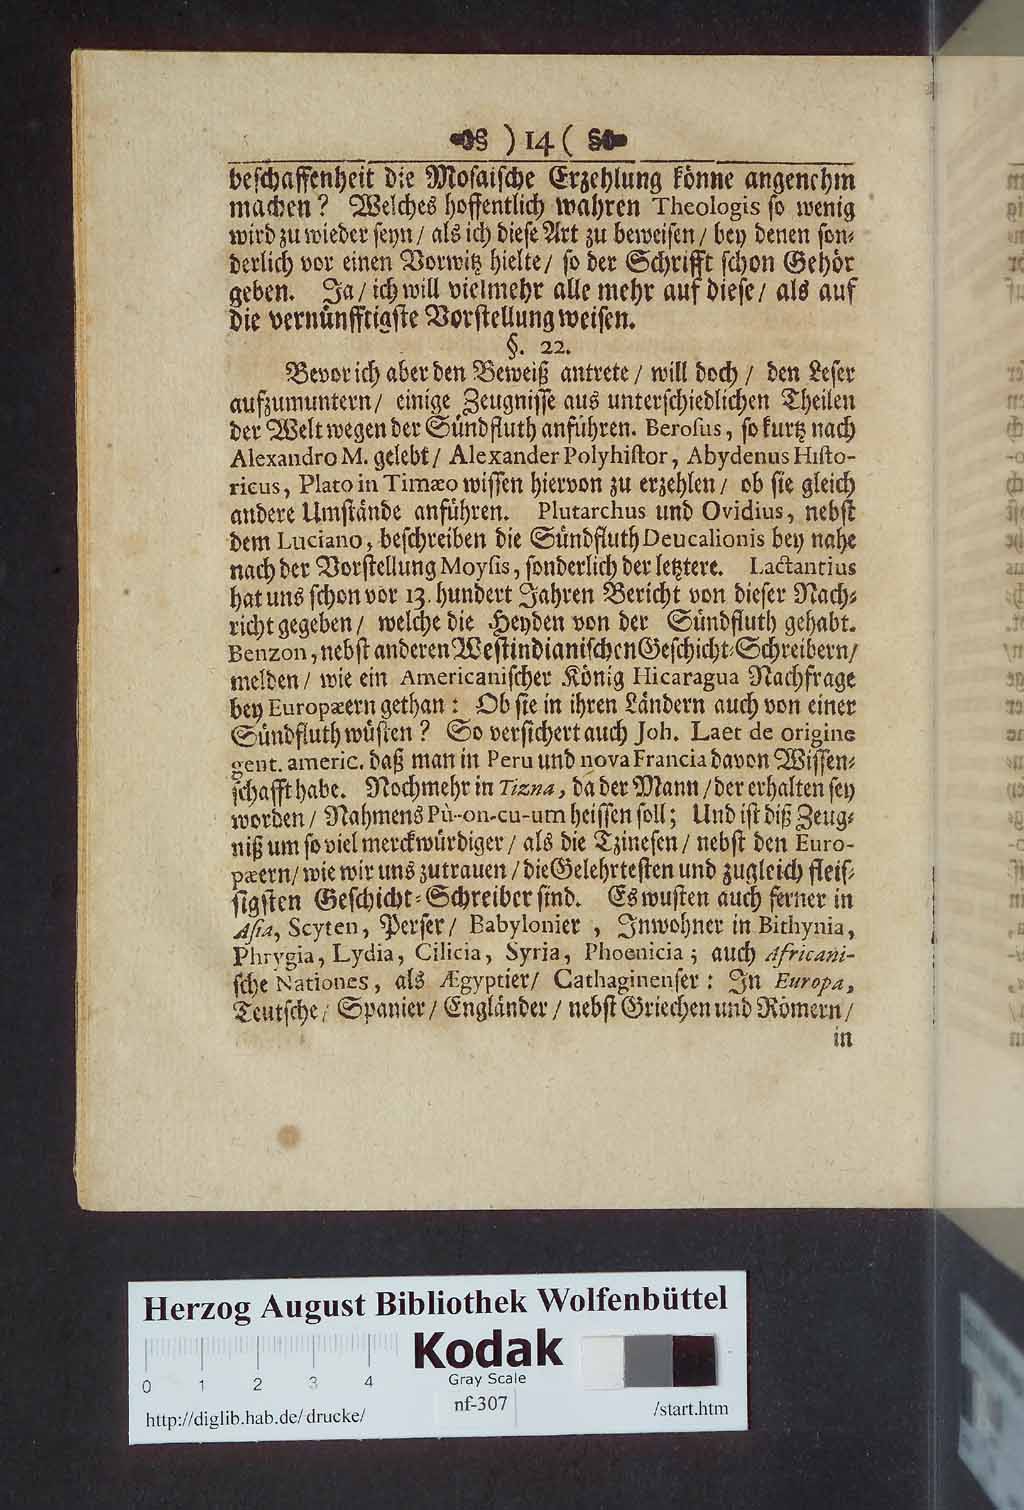 ) 14 (
beschaffenheit die Mosaische Erzehlung könne angenehm
machen? Welches hoffentlich wahren Theologis so wenig
wird zu wieder seyn / als ich diese Art zu beweisen / bey denen son-
derlich vor einen Vorwitz hielte / so der Schrifft schon Gehör
geben. Ja / ich will vielmehr alle mehr auf diese / als auf
die vernünfftigste Vorstellung weisen.
§. 22.
Bevor ich aber den Beweiß antrete / will doch / den Leser
aufzumuntern / einige Zeugnisse aus unterschiedlichen Theilen
der Welt wegen der Sündfluth anführen. Berosus, so kurtz nach
Alexandro M. gelebt / Alexander Polyhistor, Abydenus Histo-
ricus, Plato in Timæo wissen hiervon zu erzehlen / ob sie gleich
andere Umstände anführen. Plutarchus und Ovidius, nebst
dem Luciano, beschreiben die Sündfluth Deucalionis bey nahe
nach der Vorstellung Moysis, sonderlich der letztere. Lactantius
hat uns schon vor 13. hundert Jahren Bericht von dieser Nach-
richt gegeben / welche die Heyden von der Sündfluth gehabt.
Benzon, nebst anderen Westindianischen Geschicht-Schreibern /
melden / wie ein Americanischer König Hicaragua Nachfrage
bey Europæern gethan: Ob sie in ihren Ländern auch von einer
Sündfluth wüsten? So versichert auch Joh. Laet de origine
gent. americ. daß man in Peru und nova Francia davon Wissen-
schafft habe. Noch mehr in Tizna, da der Mann / der erhalten sey
worden / Nahmens Pù-on-cu-um heissen soll; Und ist diß Zeug-
niß um so viel merckwürdiger / als die Tzinesen / nebst den Euro-
pæern / wie wir uns zutrauen / die Gelehrtesten und zugleich fleis-
sigsten Geschicht-Schreiber sind. Es wusten auch ferner in
Asia, Scyten, Perser / Babylonier , Inwohner in Bithynia,
Phrygia, Lydia, Cilicia, Syria, Phoenicia; auch Africani-
sche Nationes, als Ægyptier / Cathaginenser: In Europa,
Teutsche / Spanier / Engländer / nebst Griechen und Römern /
in
Herzog August Bibliothek Wolfenbüttel
Kodak
Gray Scale
0 1 2 3 4
nf-307
http://diglib.hab.de/drucke/
/start.htm